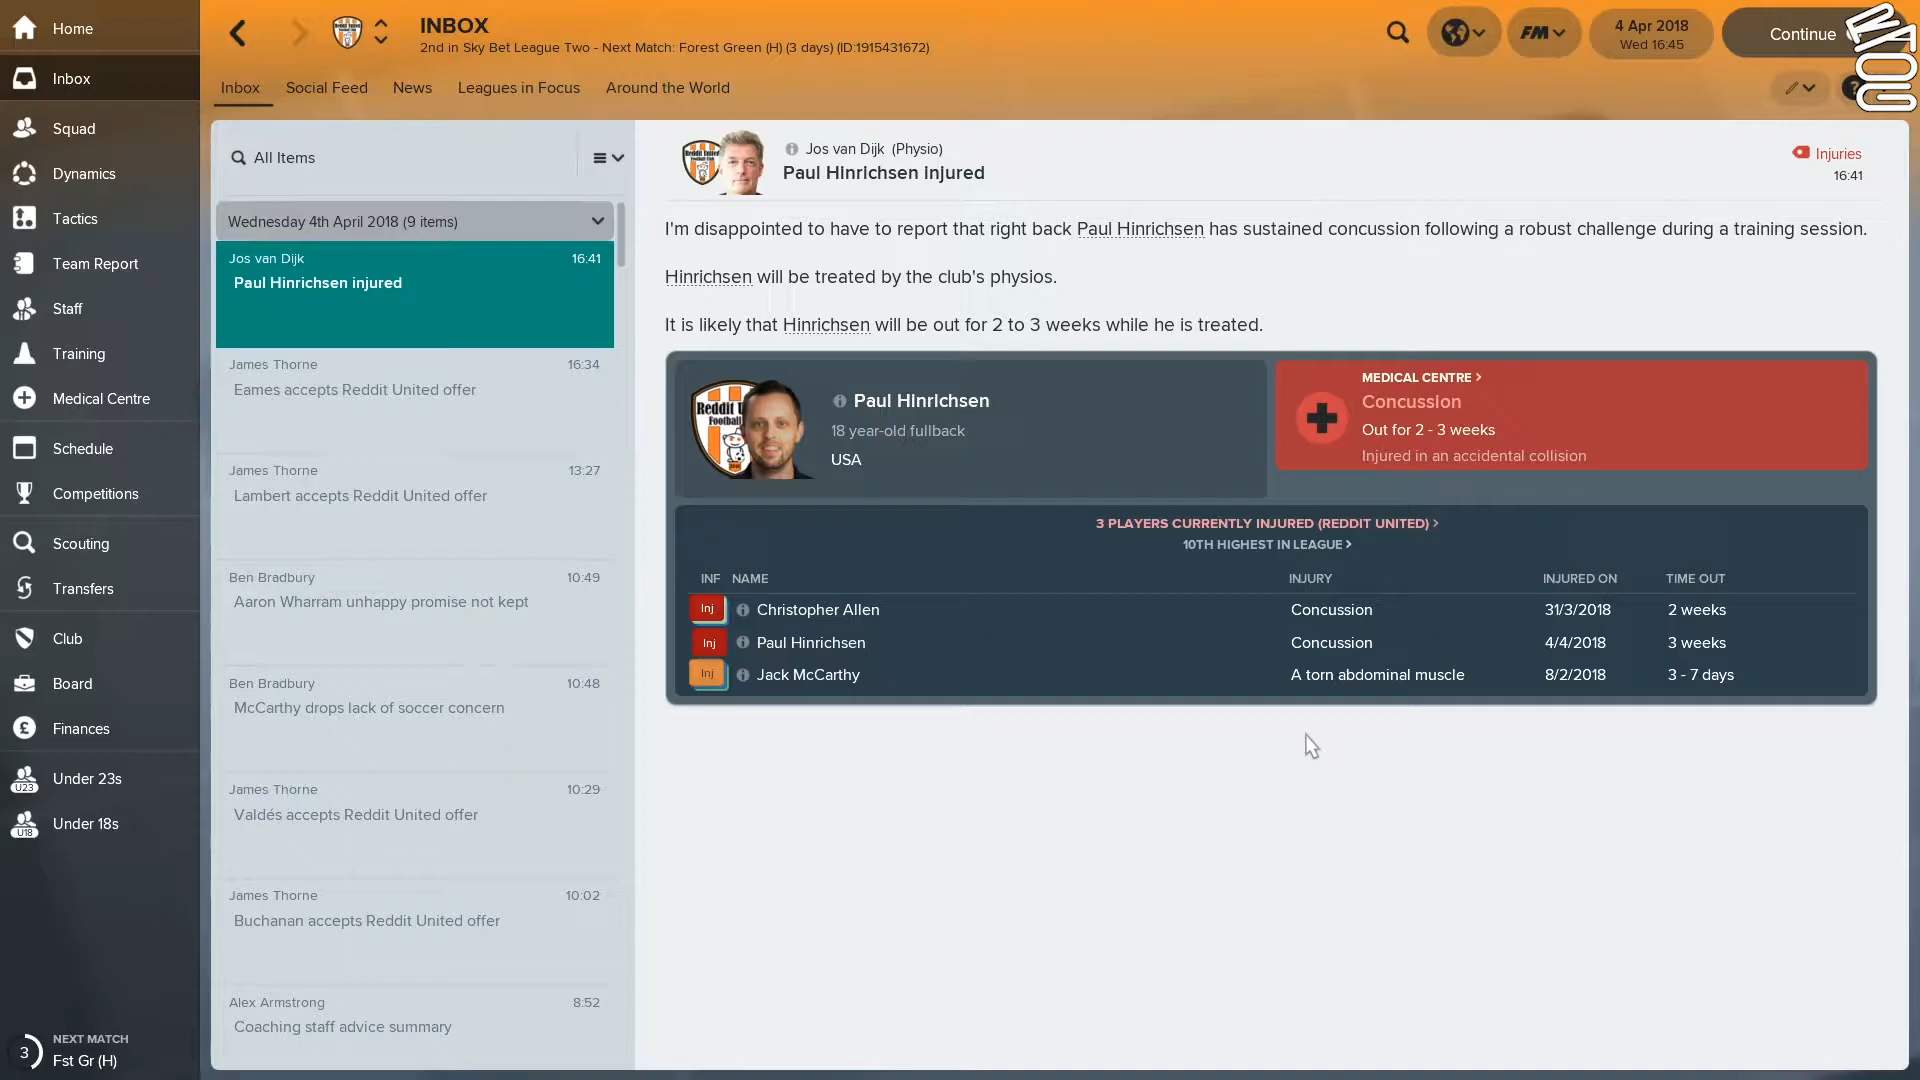 Home
Inbox
Squad
Dynamics
Tactics
Team Report
Staff
Training
Medical Centre
Schedule
Competitions
Scouting
Transfers
Club
Board
Finances
Under 23s
U23
Under 18s
U18
3
NEXT MATCH
Fst Gr (H)
INBOX
2nd in Sky Bet League Two - Next Match: Forest Green (H) (3 days) (ID:1915431672)
FM
4 Apr 2018
Wed 16:45
Continue
Inbox Social Feed News Leagues in Focus Around the World
?
All Items
Wednesday 4th April 2018 (9 items)
Jos van Dijk 16:41
Paul Hinrichsen injured
James Thorne 16:34
Eames accepts Reddit United offer
James Thorne 13:27
Lambert accepts Reddit United offer
Ben Bradbury 10:49
Aaron Wharram unhappy promise not kept
Ben Bradbury 10:48
McCarthy drops lack of soccer concern
James Thorne 10:29
Valdés accepts Reddit United offer
James Thorne 10:02
Buchanan accepts Reddit United offer
Alex Armstrong 8:52
Coaching staff advice summary
Jos van Dijk (Physio)
Paul Hinrichsen injured
Injuries
16:41
I'm disappointed to have to report that right back Paul Hinrichsen has sustained concussion following a robust challenge during a training session.
Hinrichsen will be treated by the club's physios.
It is likely that Hinrichsen will be out for 2 to 3 weeks while he is treated.
Reddit U
Football
Paul Hinrichsen
18 year-old fullback
USA
MEDICAL CENTRE >
Concussion
Out for 2 - 3 weeks
Injured in an accidental collision
3 PLAYERS CURRENTLY INJURED (REDDIT UNITED) >
10TH HIGHEST IN LEAGUE >
INF NAME INJURY INJURED ON TIME OUT
Inj Christopher Allen Concussion 31/3/2018 2 weeks
Inj Paul Hinrichsen Concussion 4/4/2018 3 weeks
Inj Jack McCarthy A torn abdominal muscle 8/2/2018 3 - 7 days